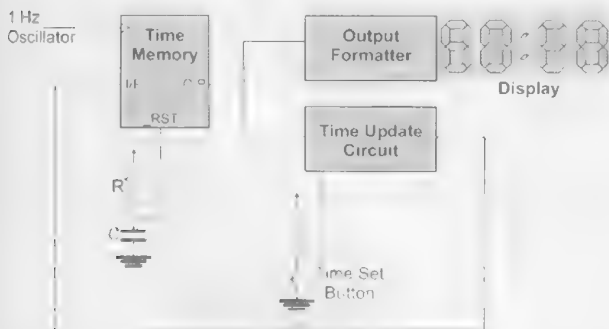 1 Hz
Oscillator
Time
Memory
RST
R
C
Output
Formatter
Display
Time Update
Circuit
Time Set
Button